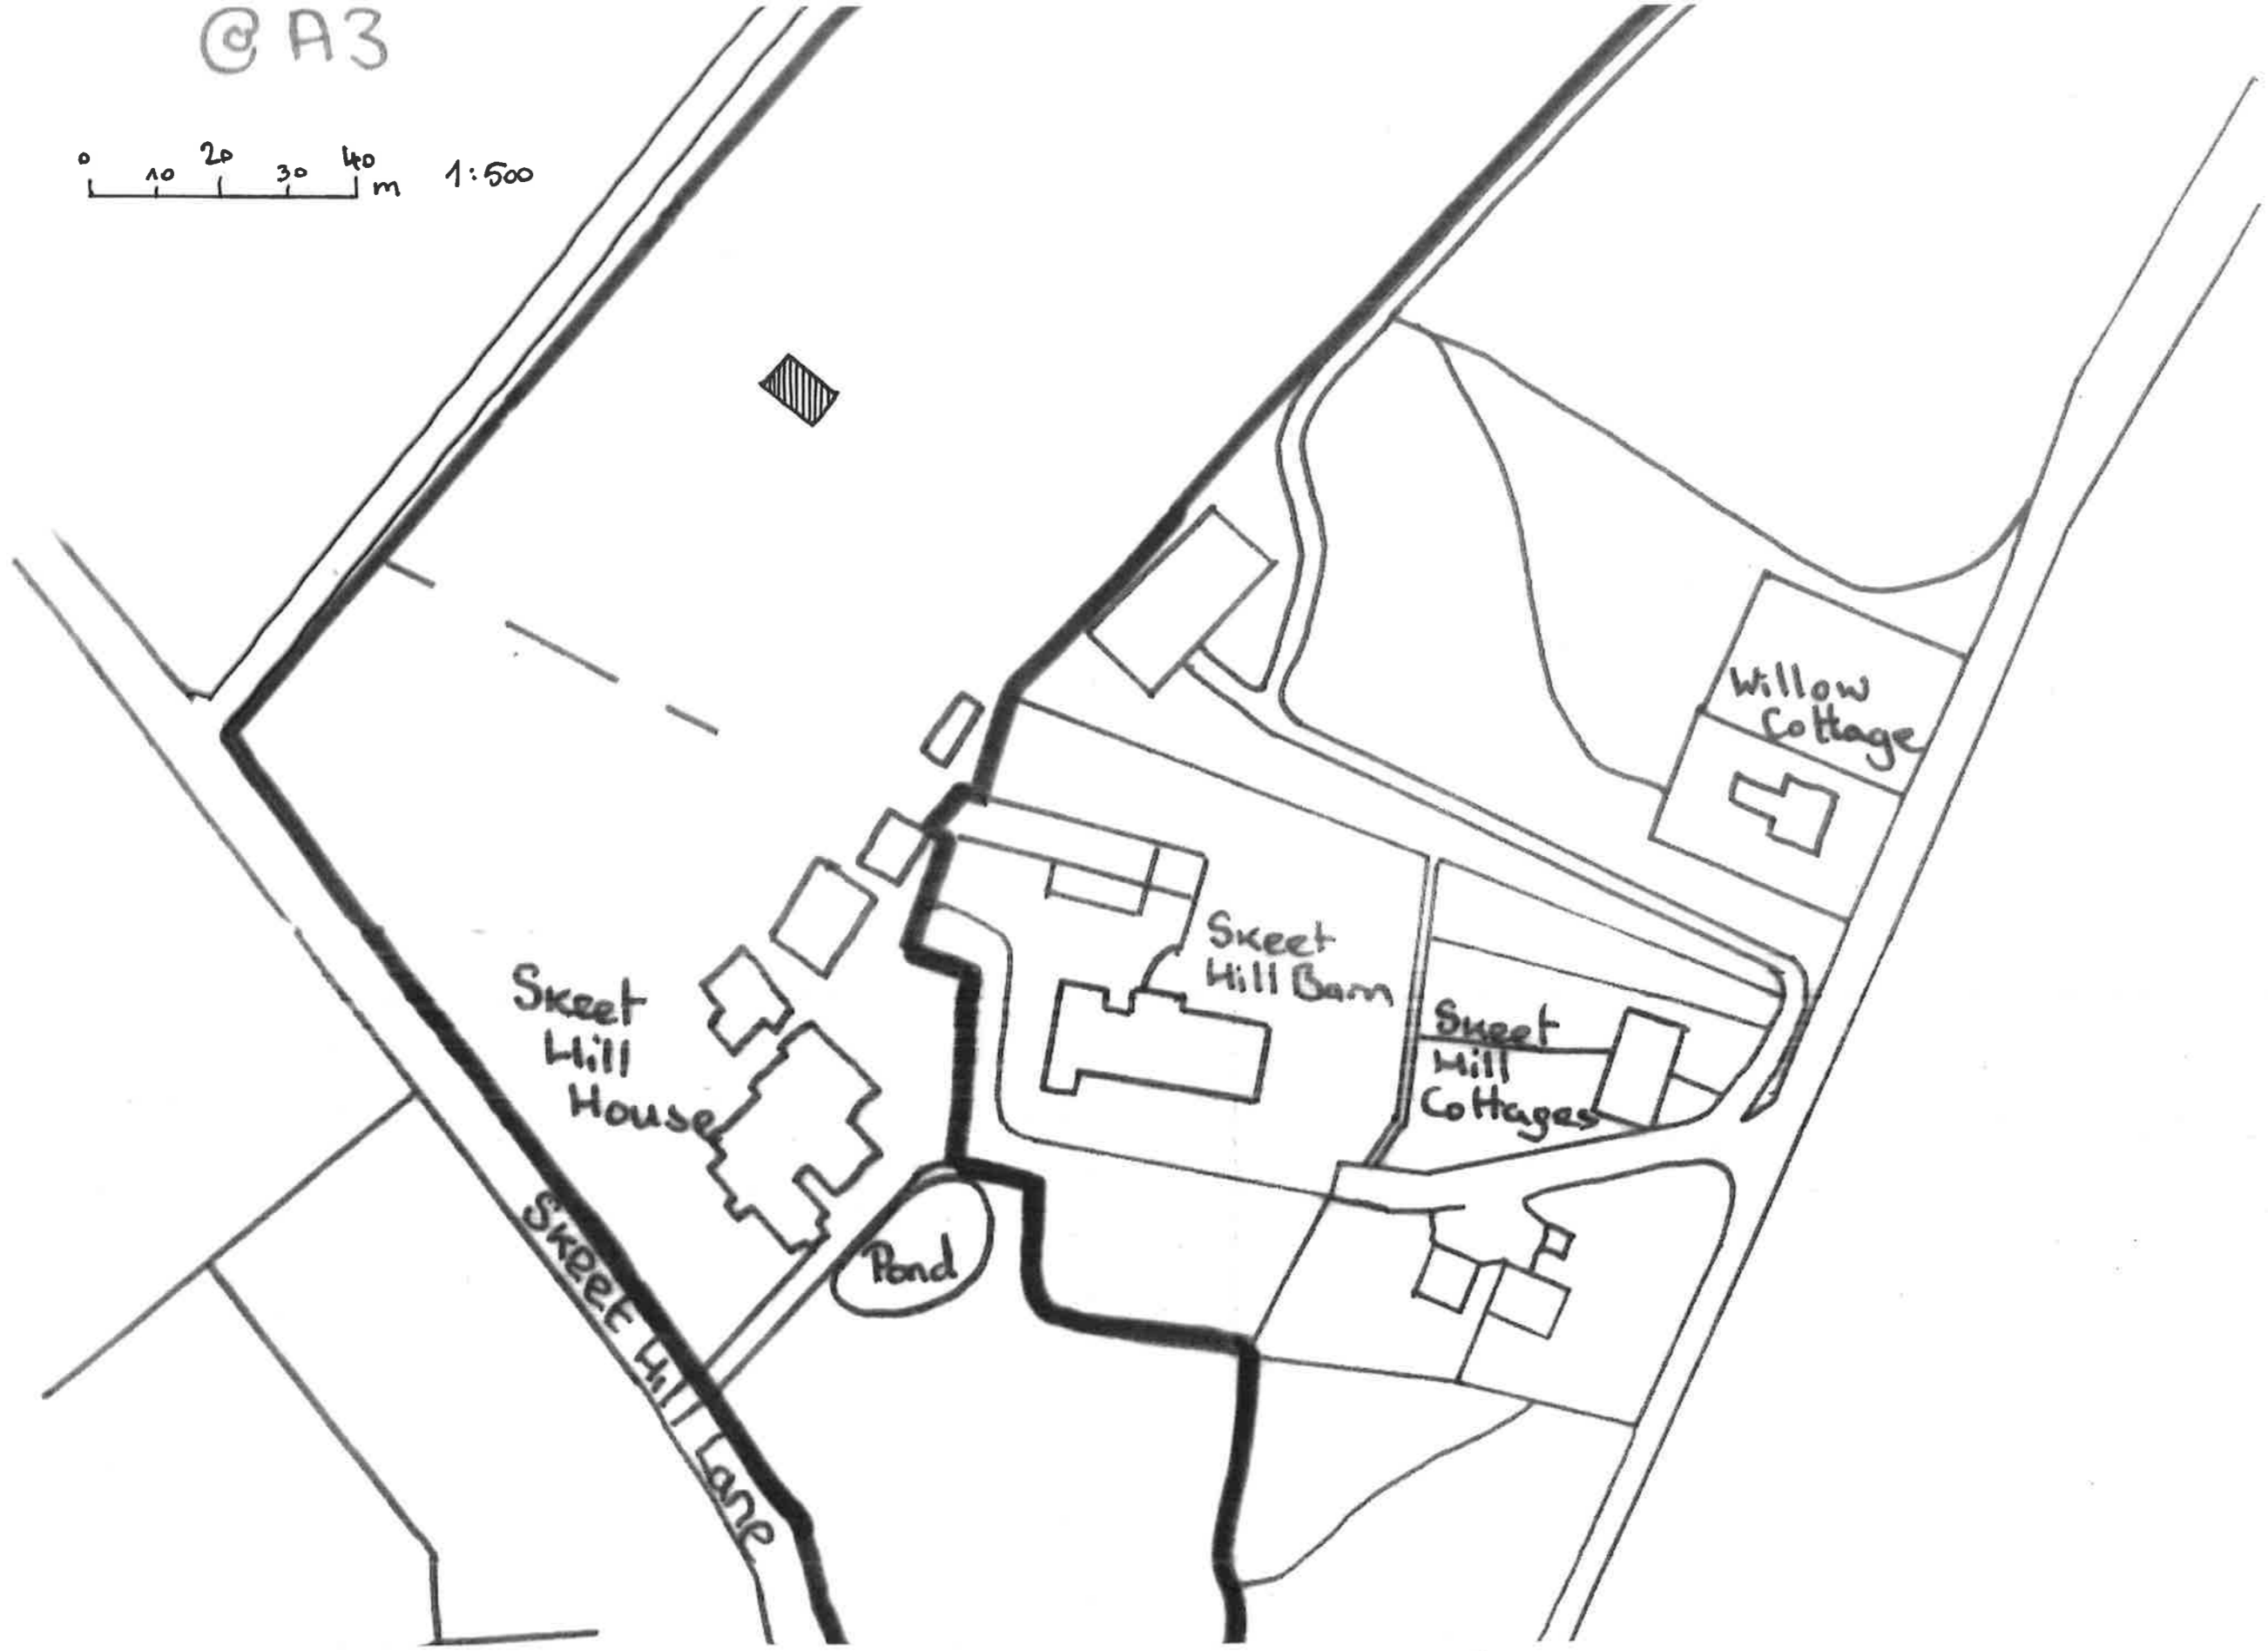 @ A3
0 10 20 30 40 m 1:500
Willow
Cottage
Skeet
Hill Barn
Skeet
Hill
House
Skeet
Hill
Cottages
Pond
Skeet Hill Lane